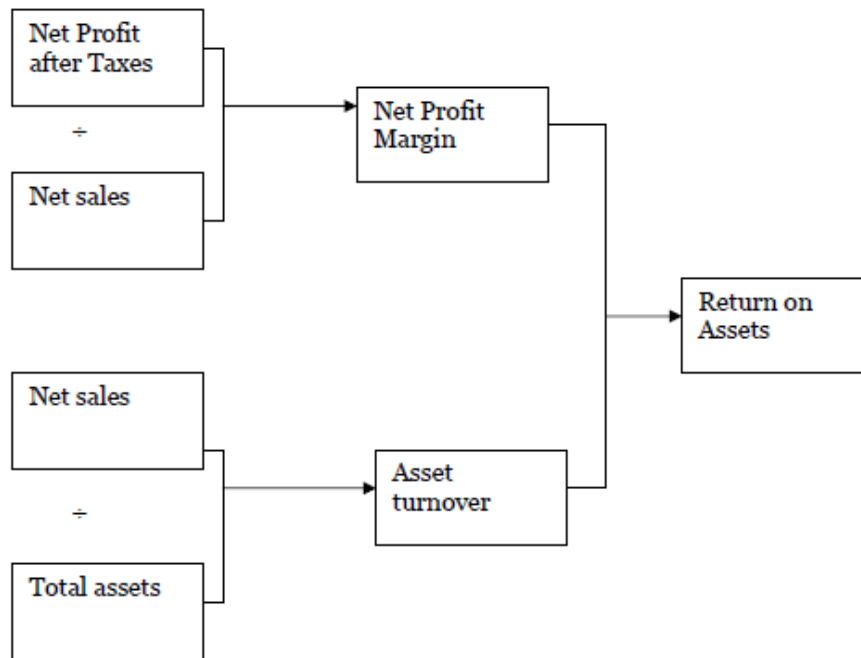 Net Profit
after Taxes
÷
Net sales
Net Profit
Margin
Return on
Assets
Net sales
÷
Total assets
Asset
turnover